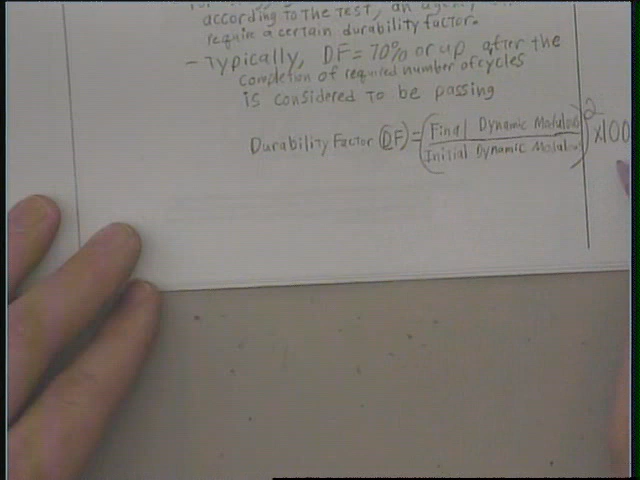 according to the test, an
require a certain durability factor.
- Typically, DF = 70% or up after the
completion of required number of cycles
is considered to be passing
Durability Factor (DF) = (Final Dynamic Modulus / Initial Dynamic Modulus)² x100